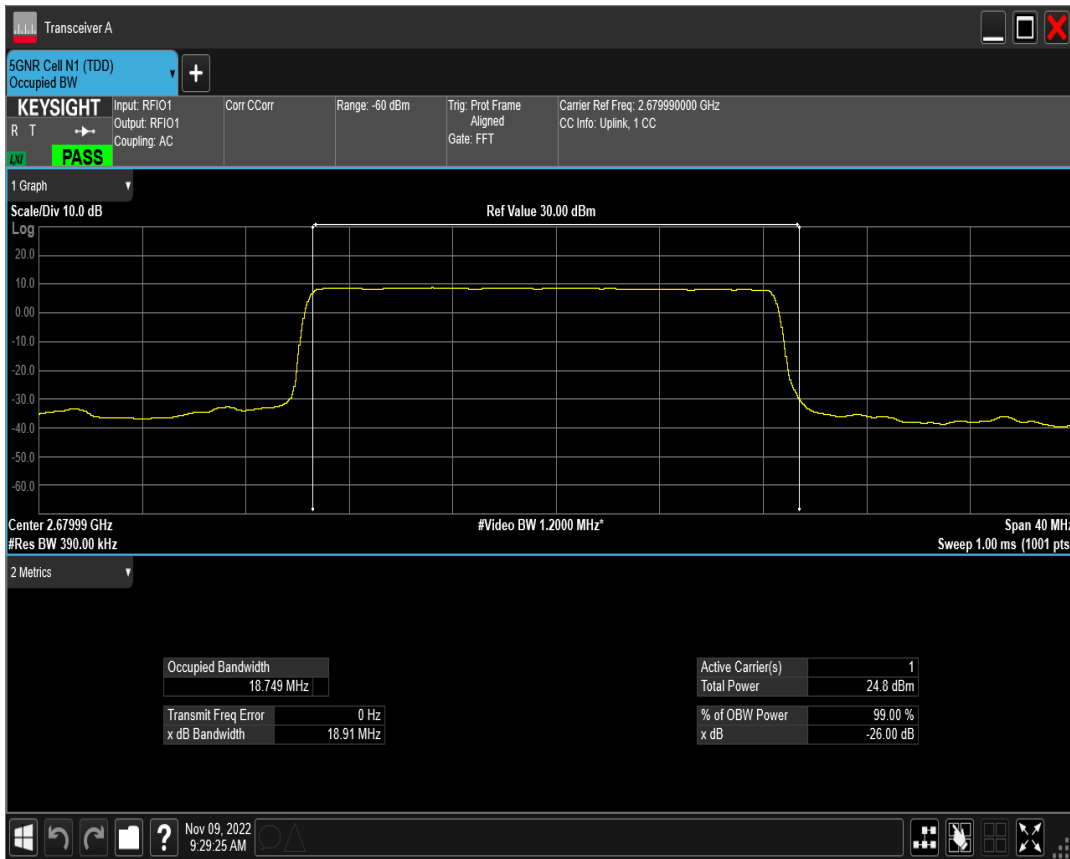 Transceiver A
5GNR Cell N1 (TDD)
Occupied BW
+
KEYSIGHT
R T
LXI
PASS
Input: RFIO1
Output: RFIO1
Coupling: AC
Corr CCorr
Range: -60 dBm
Trig: Prot Frame
Aligned
Gate: FFT
Carrier Ref Freq: 2.679990000 GHz
CC Info: Uplink, 1 CC
1 Graph
Scale/Div 10.0 dB
Ref Value 30.00 dBm
Log
20.0
10.0
0.00
-10.0
-20.0
-30.0
-40.0
-50.0
-60.0
Center 2.67999 GHz
#Video BW 1.2000 MHz*
Span 40 MHz
#Res BW 390.00 kHz
Sweep 1.00 ms (1001 pts
2 Metrics
Occupied Bandwidth
18.749 MHz
Transmit Freq Error 0 Hz
x dB Bandwidth 18.91 MHz
Active Carrier(s) 1
Total Power 24.8 dBm
% of OBW Power 99.00 %
x dB -26.00 dB
?
Nov 09, 2022
9:29:25 AM